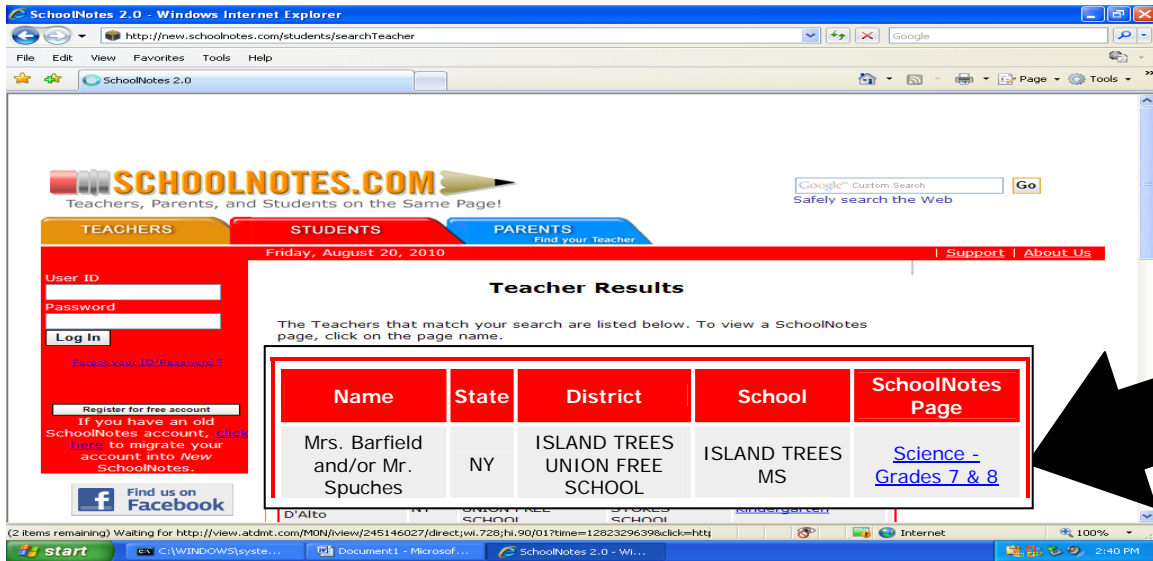 SchoolNotes 2.0 - Windows Internet Explorer
http://new.schoolnotes.com/students/searchTeacher
Google
File Edit View Favorites Tools Help
SchoolNotes 2.0
Page Tools
SCHOOLNOTES.COM
Teachers, Parents, and Students on the Same Page!
Google™ Custom Search
Go
Safely search the Web
TEACHERS
STUDENTS
PARENTS
Find your Teacher
Friday, August 20, 2010
| Support | About Us
User ID
Password
Log In
Forgot your ID/Password ?
Register for free account
If you have an old
SchoolNotes account, click
here to migrate your
account into New
SchoolNotes.
Find us on
Facebook
Teacher Results
The Teachers that match your search are listed below. To view a SchoolNotes
page, click on the page name.
Name State District School SchoolNotes Page
Mrs. Barfield
and/or Mr.
Spuches
NY
ISLAND TREES
UNION FREE
SCHOOL
ISLAND TREES
MS
Science -
Grades 7 & 8
D'Alto
SCHOOL
SCHOOL
(2 items remaining) Waiting for http://view.atdmt.com/M0N/iview/245146027/direct;wi.728;hi.90/01?time=1282329639&click=http
Internet
100%
start
C:\WINDOWS\syste...
Document1 - Microsof...
SchoolNotes 2.0 - Wi...
2:40 PM